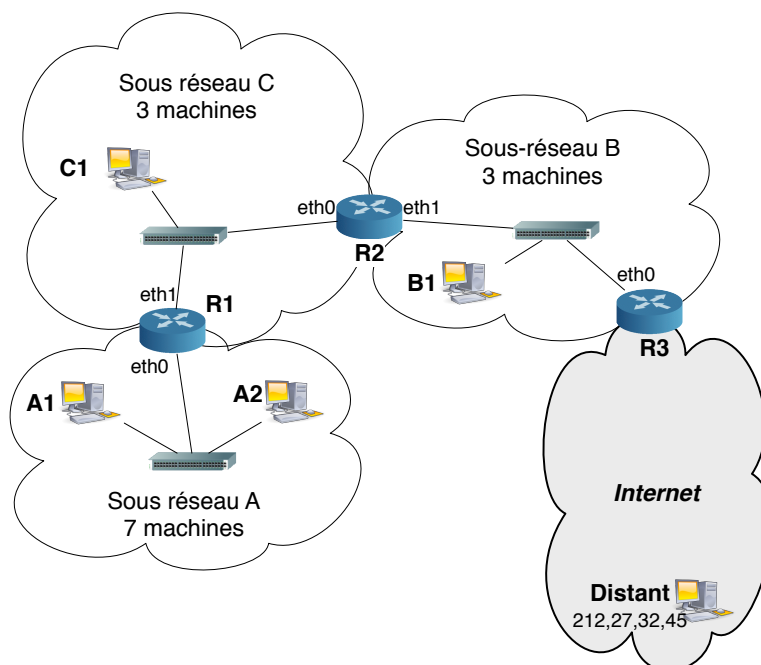 Sous réseau C
3 machines
C1
Sous-réseau B
3 machines
eth0
eth1
R2
B1
eth0
R3
eth1
R1
eth0
A1
A2
Sous réseau A
7 machines
Internet
Distant
212,27,32,45